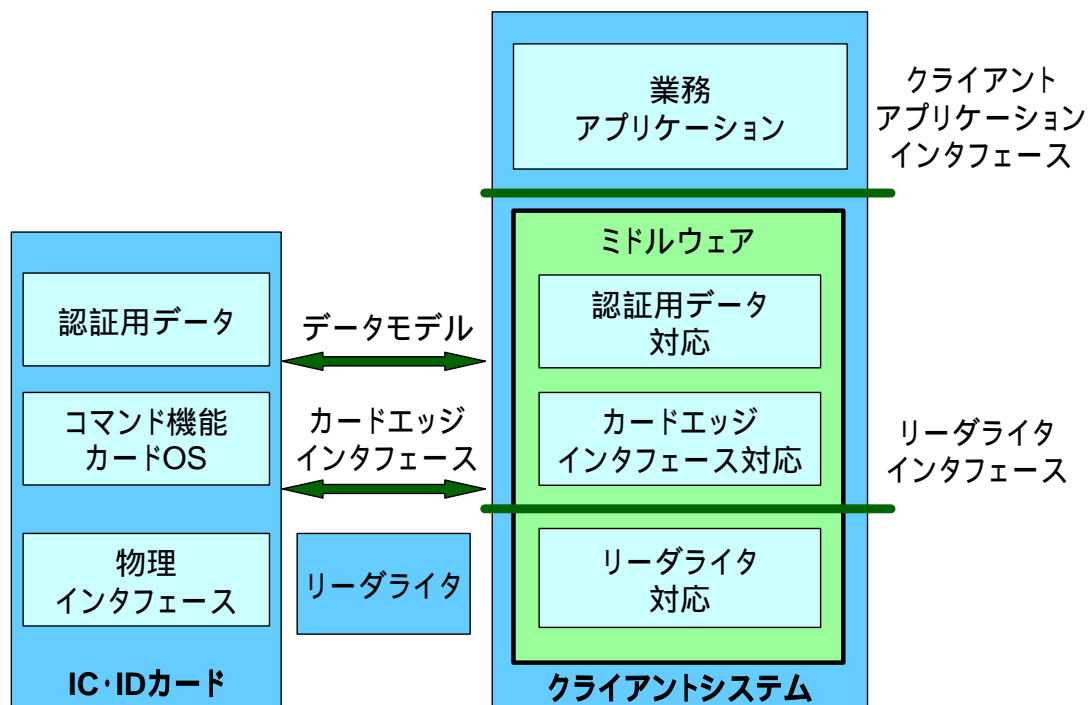 業務
アプリケーション
クライアント
アプリケーション
インタフェース
ミドルウェア
認証用データ
データモデル
認証用データ
対応
コマンド機能
カードOS
カードエッジ
インタフェース
カードエッジ
インタフェース対応
リーダライタ
インタフェース
物理
インタフェース
リーダライタ
リーダライタ
対応
IC・IDカード
クライアントシステム